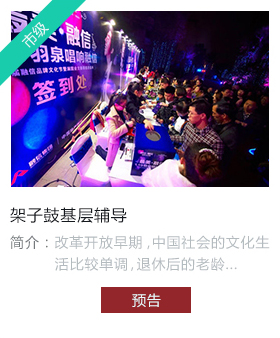 市级
融信
羽泉唱响融信
签到处
架子鼓基层辅导
简介：改革开放早期,中国社会的文化生
活比较单调,退休后的老龄...
预告